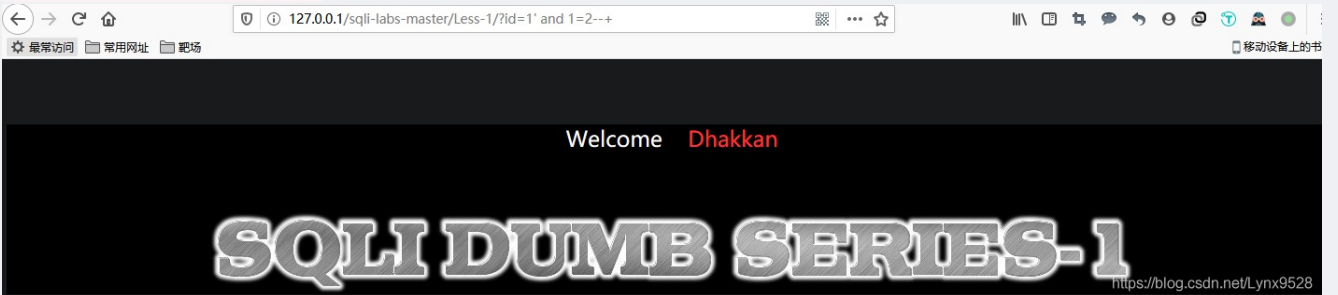 127.0.0.1/sqli-labs-master/Less-1/?id=1' and 1=2--+
最常访问 常用网址 靶场 移动设备上的书
Welcome Dhakkan
SQLI DUMB SERIES-1
https://blog.csdn.net/Lynx9528